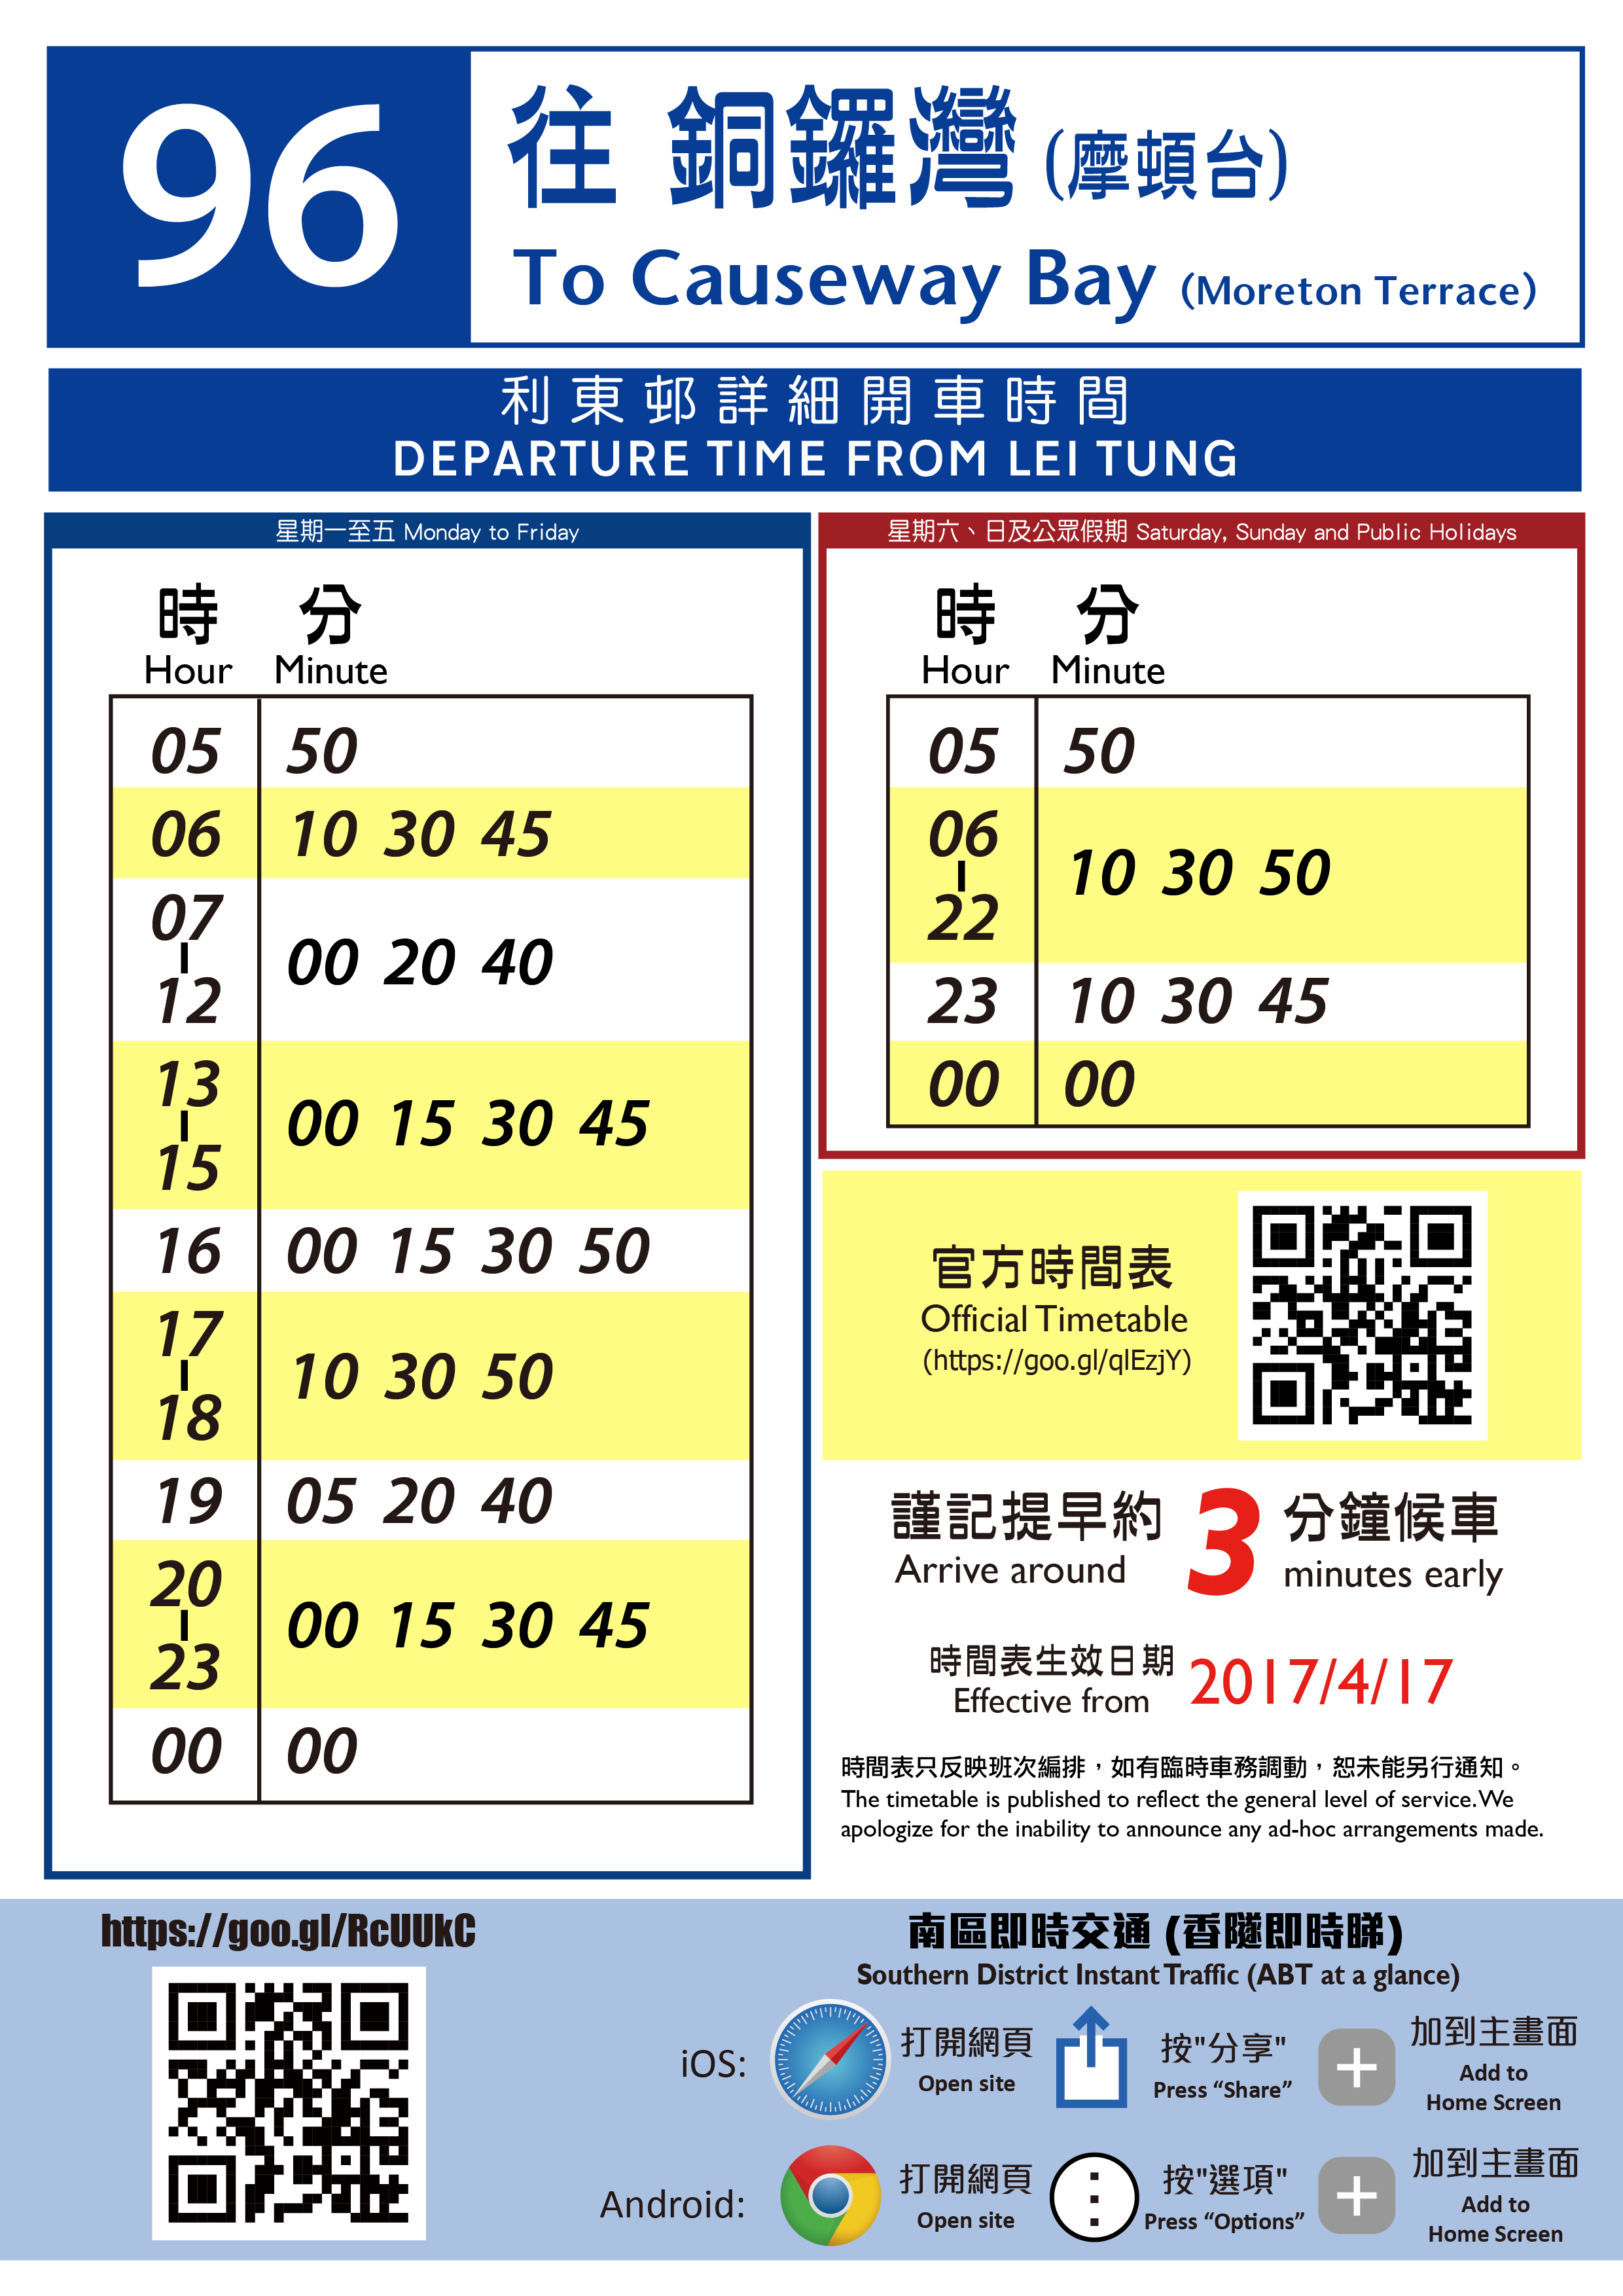 96
往 銅鑼灣 (摩頓台)
To Causeway Bay (Moreton Terrace)
利東邨詳細開車時間
DEPARTURE TIME FROM LEI TUNG
星期一至五 Monday to Friday
時 分
Hour Minute
05 50
06 10 30 45
07
-
12
00 20 40
13
-
15
00 15 30 45
16 00 15 30 50
17
-
18
10 30 50
19 05 20 40
20
-
23
00 15 30 45
00 00
星期六、日及公眾假期 Saturday, Sunday and Public Holidays
時 分
Hour Minute
05 50
06
-
22
10 30 50
23 10 30 45
00 00
官方時間表
Official Timetable
(https://goo.gl/qlEzjY)
謹記提早約 3 分鐘候車
Arrive around minutes early
時間表生效日期 2017/4/17
Effective from
時間表只反映班次編排，如有臨時車務調動，恕未能另行通知。
The timetable is published to reflect the general level of service. We
apologize for the inability to announce any ad-hoc arrangements made.
https://goo.gl/RcUUkC
南區即時交通 (香隧即時睇)
Southern District Instant Traffic (ABT at a glance)
iOS:
打開網頁
Open site
按"分享"
Press “Share”
加到主畫面
Add to
Home Screen
Android:
打開網頁
Open site
按"選項"
Press “Options”
加到主畫面
Add to
Home Screen